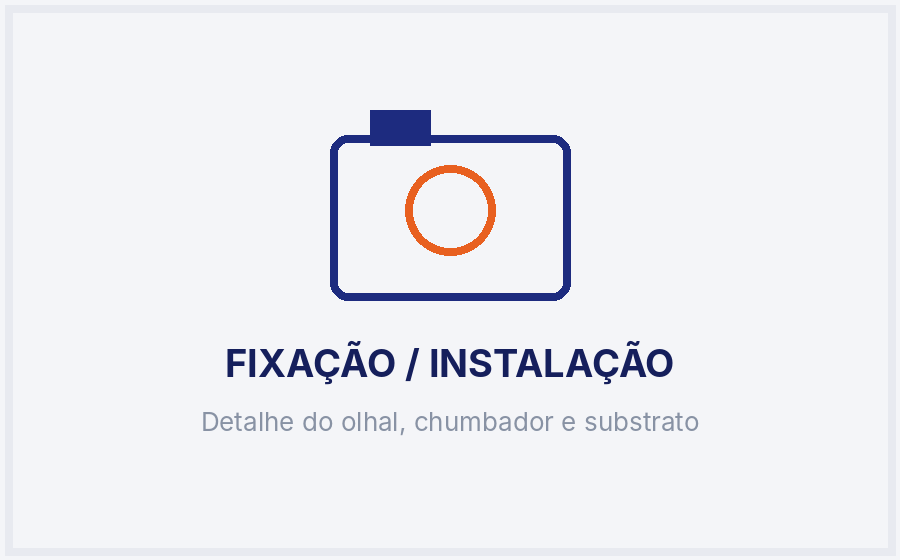 FIXAÇÃO / INSTALAÇÃO
Detalhe do olhal, chumbador e substrato